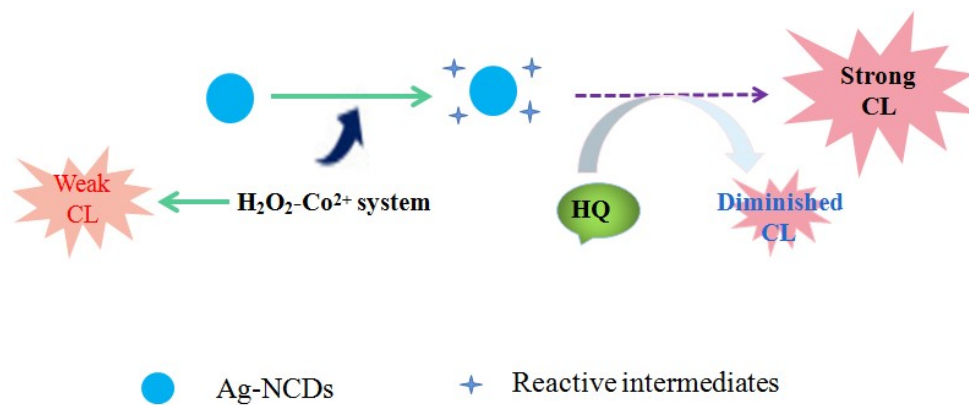 Strong
CL
Weak
CL
H₂O₂-Co²⁺ system
HQ
Diminished
CL
Ag-NCDs
Reactive intermediates